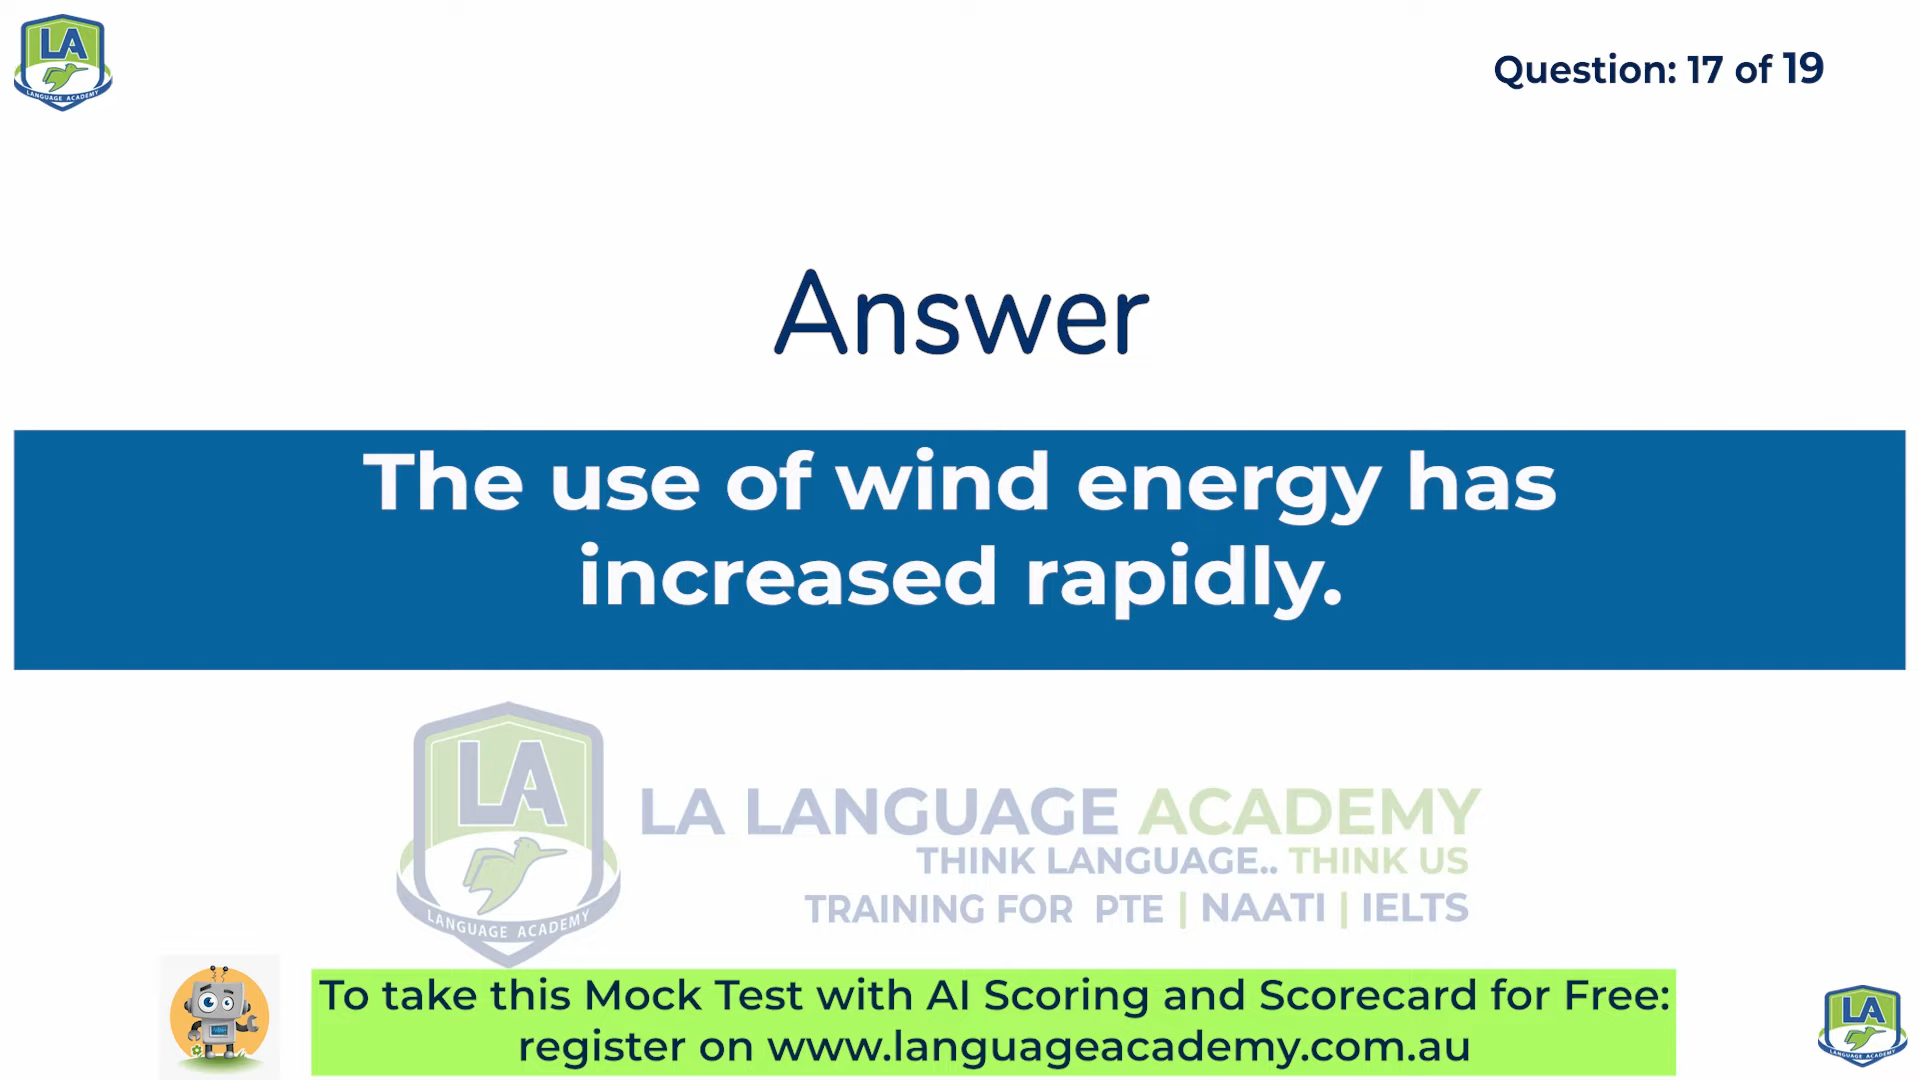 LA
LANGUAGE ACADEMY
Question: 17 of 19
Answer
The use of wind energy has
increased rapidly.
LA
LANGUAGE ACADEMY
LA LANGUAGE ACADEMY
THINK LANGUAGE.. THINK US
TRAINING FOR PTE | NAATI | IELTS
To take this Mock Test with AI Scoring and Scorecard for Free:
register on www.languageacademy.com.au
LA
LANGUAGE ACADEMY